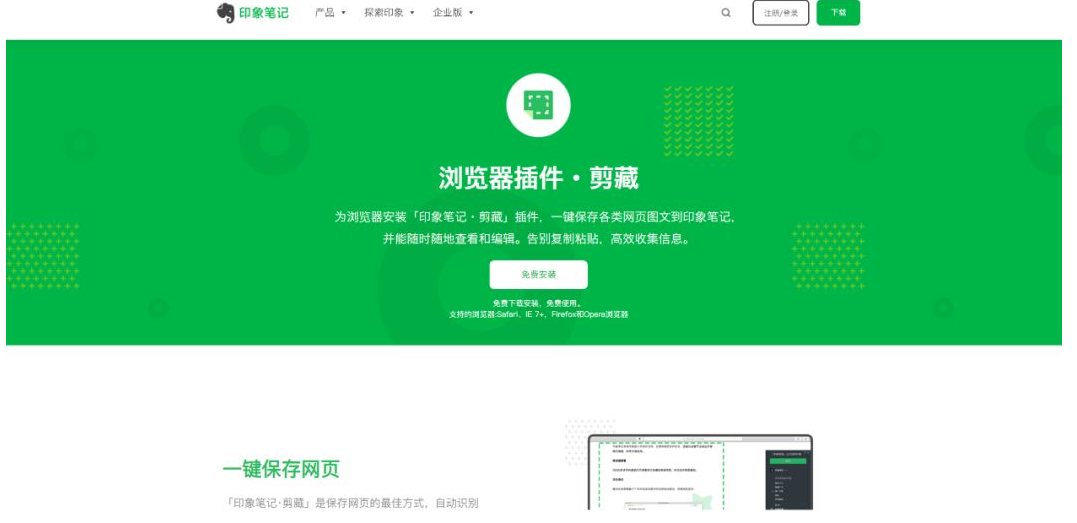 印象笔记
产品
探索印象
企业版
注册/登录
下载
浏览器插件·剪藏
为浏览器安装「印象笔记·剪藏」插件，一键保存各类网页图文到印象笔记，
并能随时随地查看和编辑。告别复制粘贴，高效收集信息。
免费安装
免费下载安装，免费使用。
支持的浏览器:Safari、IE 7+、Firefox和Opera浏览器
一键保存网页
「印象笔记·剪藏」是保存网页的最佳方式，自动识别